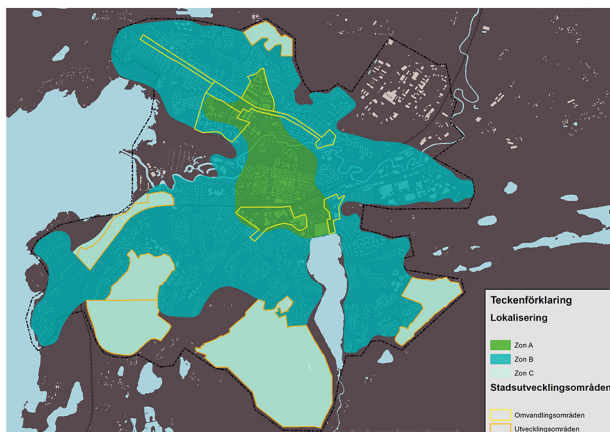 Teckenförklaring
Lokalisering
Zon A
Zon B
Zon C
Stadsutvecklingsområden
Omvandlingsområden
Utvecklingsområden